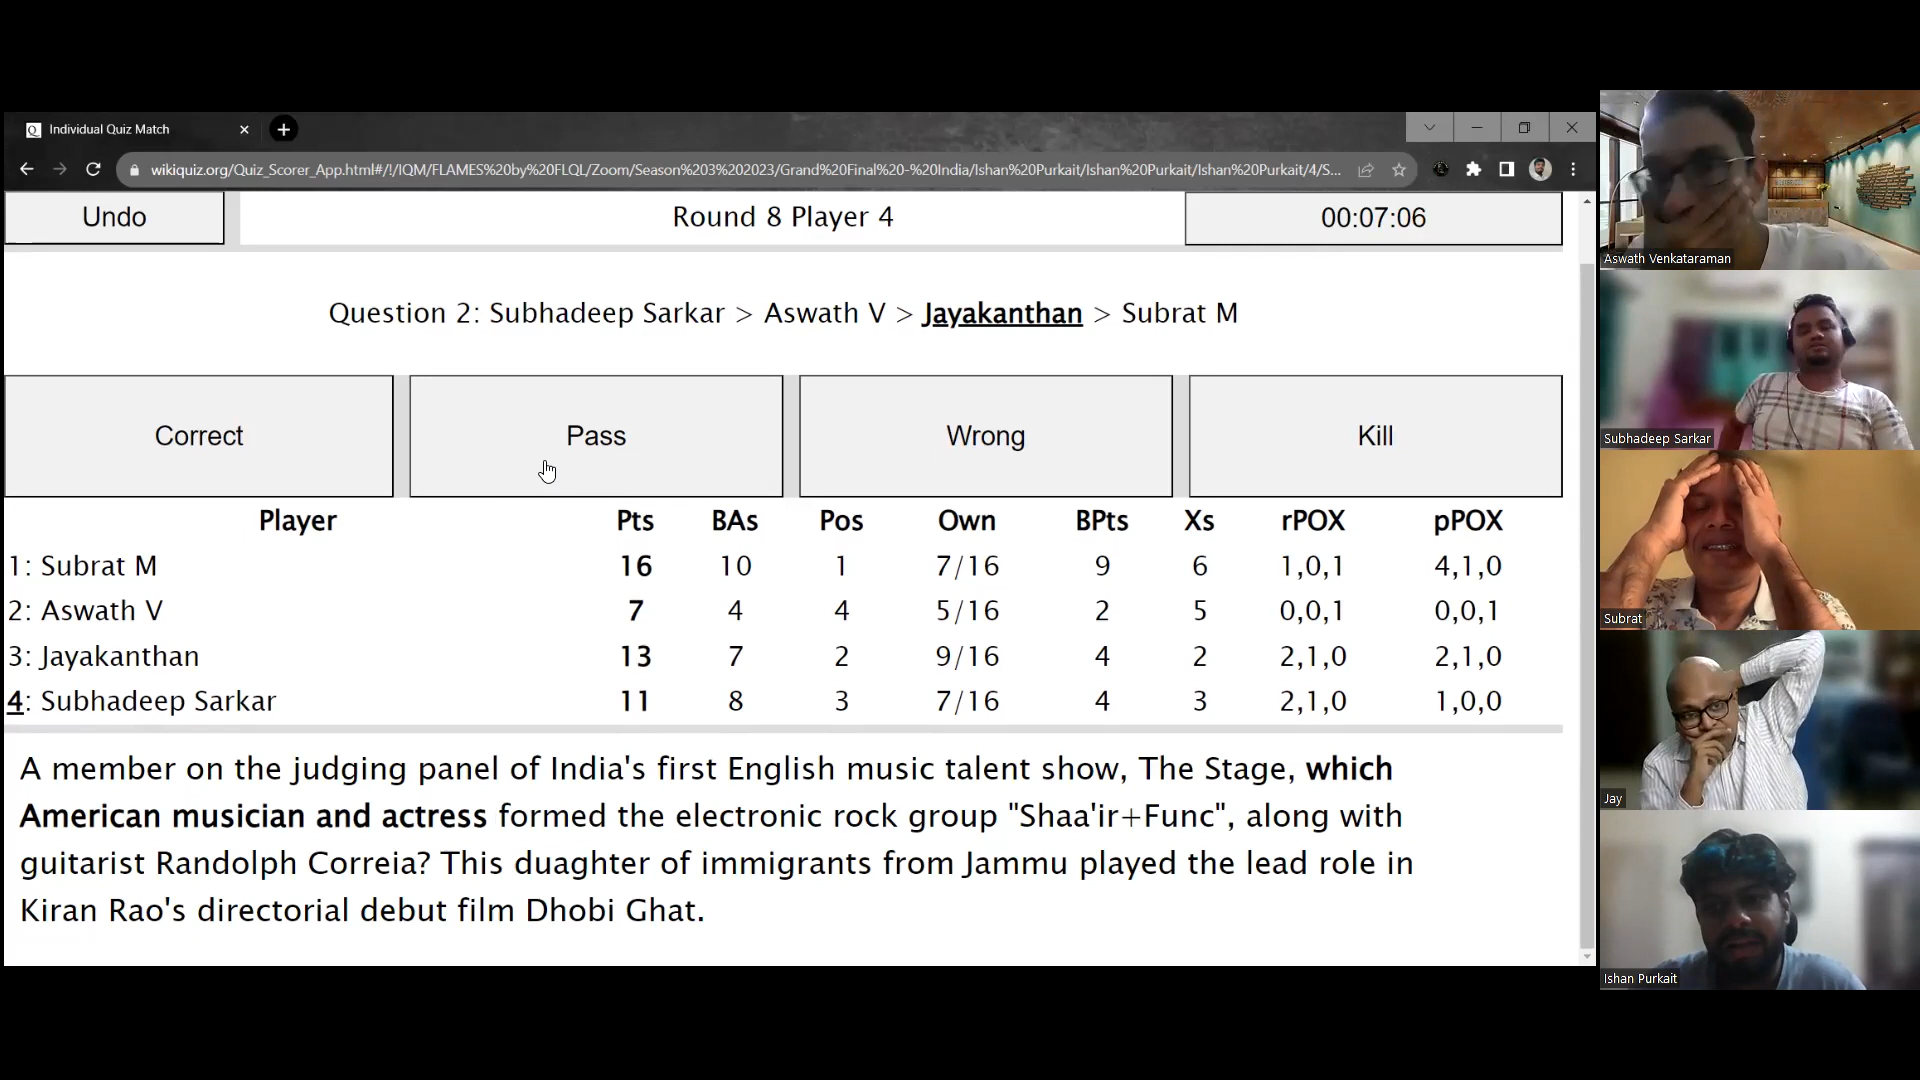 Individual Quiz Match
wikiquiz.org/Quiz_Scorer_App.html#/!/IQM/FLAMES%20by%20FLQL/Zoom/Season%203%202023/Grand%20Final%20-%20India/Ishan%20Purkait/Ishan%20Purkait/Ishan%20Purkait/4/S...
Undo
Round 8 Player 4
00:07:06
Question 2: Subhadeep Sarkar > Aswath V > Jayakanthan > Subrat M
Correct
Pass
Wrong
Kill
Player Pts BAs Pos Own BPts Xs rPOX pPOX
1: Subrat M 16 10 1 7/16 9 6 1,0,1 4,1,0
2: Aswath V 7 4 4 5/16 2 5 0,0,1 0,0,1
3: Jayakanthan 13 7 2 9/16 4 2 2,1,0 2,1,0
4: Subhadeep Sarkar 11 8 3 7/16 4 3 2,1,0 1,0,0
A member on the judging panel of India's first English music talent show, The Stage, which
American musician and actress formed the electronic rock group "Shaa'ir+Func", along with
guitarist Randolph Correia? This duaghter of immigrants from Jammu played the lead role in
Kiran Rao's directorial debut film Dhobi Ghat.
Aswath Venkataraman
Subhadeep Sarkar
Subrat
Jay
Ishan Purkait